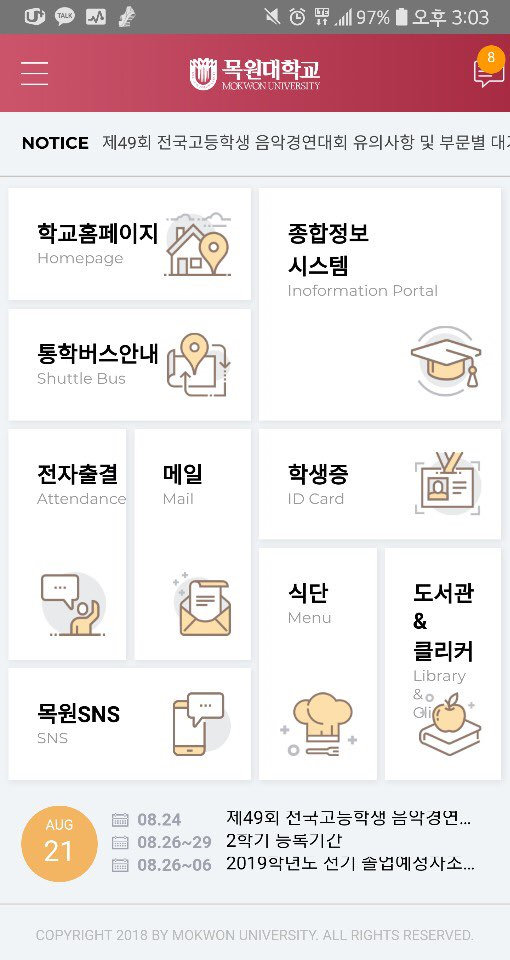 TALK
LTE
97%
오후 3:03
목원대학교
MOKWON UNIVERSITY
8
NOTICE 제49회 전국고등학생 음악경연대회 유의사항 및 부문별
학교홈페이지
Homepage
종합정보
시스템
Inoformation Portal
통학버스안내
Shuttle Bus
전자출결
Attendance
메일
Mail
학생증
ID Card
식단
Menu
도서관
&
클리커
Library
&
목원SNS
SNS
AUG
21
08.24 제49회 전국고등학생 음악경연...
08.26~29 2학기 등록기간
08.26~06 2019학년도 전기 졸업예정사소...
COPYRIGHT 2018 BY MOKWON UNIVERSITY. ALL RIGHTS RESERVED.